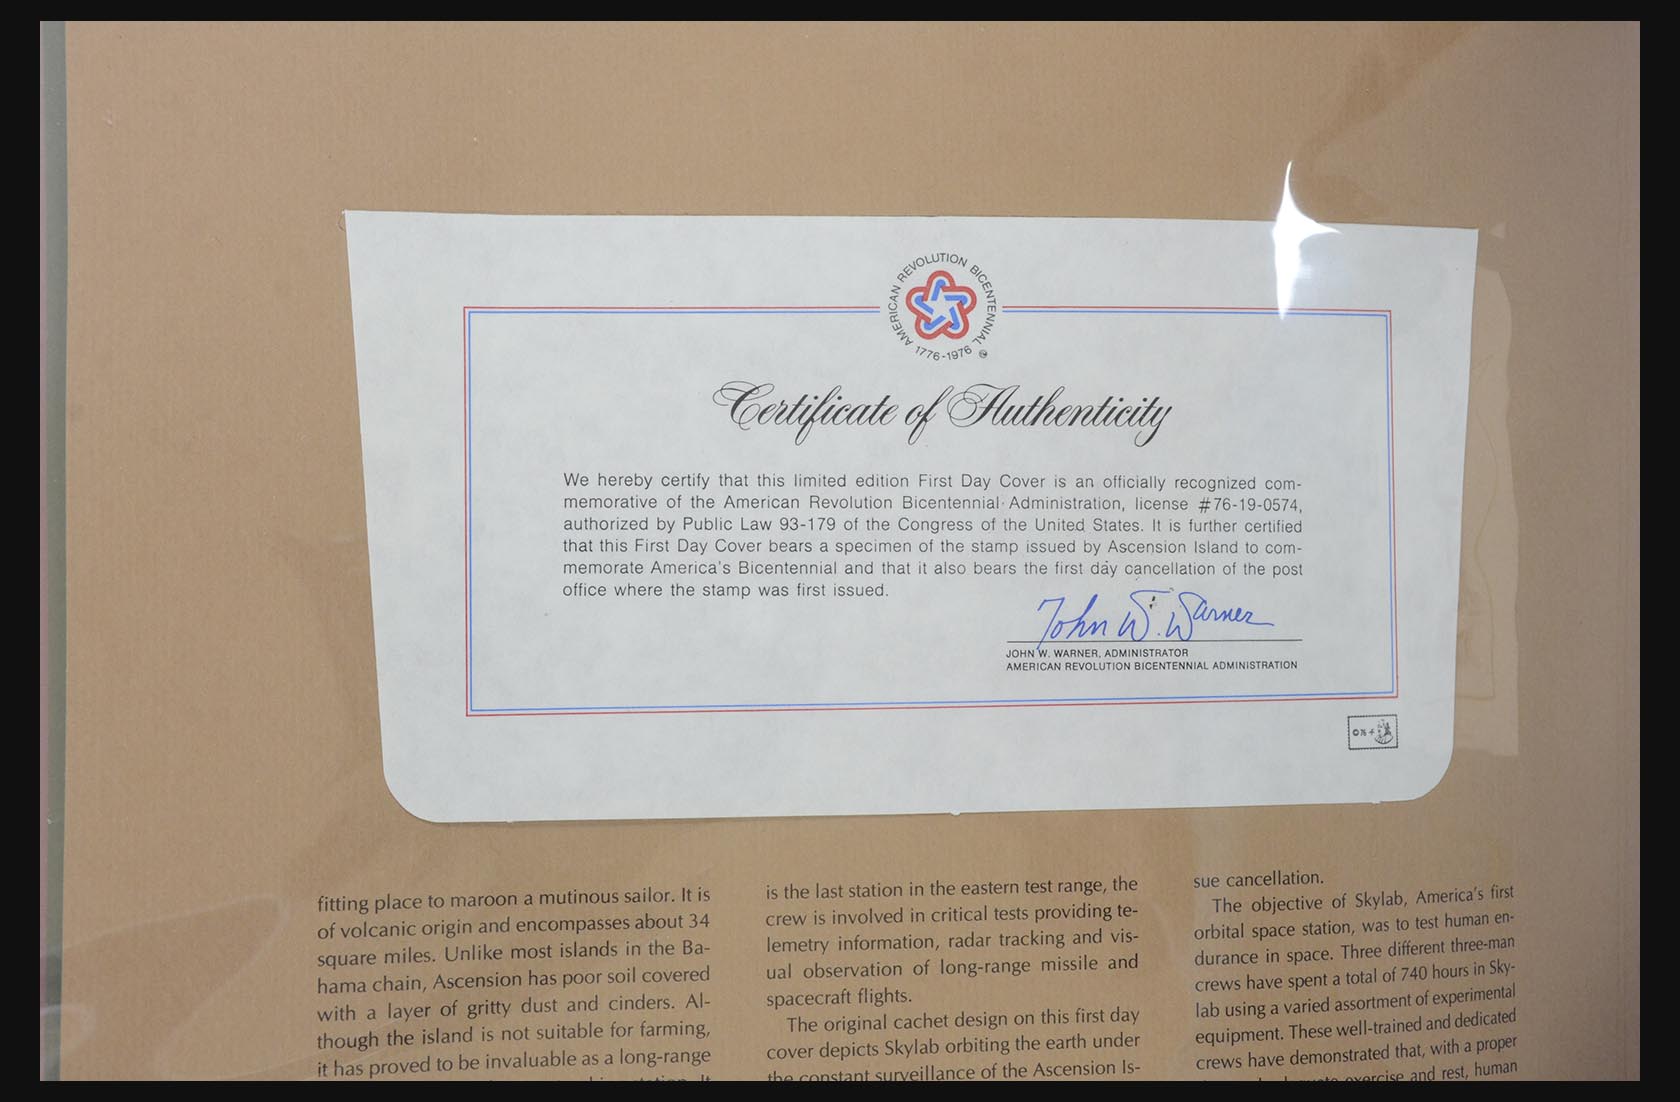 AMERICAN REVOLUTION BICENTENNIAL
1776-1976
Certificate of Authenticity
We hereby certify that this limited edition First Day Cover is an officially recognized com-
memorative of the American Revolution Bicentennial Administration, license #76-19-0574,
authorized by Public Law 93-179 of the Congress of the United States. It is further certified
that this First Day Cover bears a specimen of the stamp issued by Ascension Island to com-
memorate America's Bicentennial and that it also bears the first day cancellation of the post
office where the stamp was first issued.
John W. Warner
JOHN W. WARNER, ADMINISTRATOR
AMERICAN REVOLUTION BICENTENNIAL ADMINISTRATION
fitting place to maroon a mutinous sailor. It is
of volcanic origin and encompasses about 34
square miles. Unlike most islands in the Ba-
hama chain, Ascension has poor soil covered
with a layer of gritty dust and cinders. Al-
though the island is not suitable for farming,
it has proved to be invaluable as a long-range
is the last station in the eastern test range, the
crew is involved in critical tests providing te-
lemetry information, radar tracking and vis-
ual observation of long-range missile and
spacecraft flights.
The original cachet design on this first day
cover depicts Skylab orbiting the earth under
the constant surveillance of the Ascension Is-
sue cancellation.
The objective of Skylab, America's first
orbital space station, was to test human en-
durance in space. Three different three-man
crews have spent a total of 740 hours in Sky-
lab using a varied assortment of experimental
equipment. These well-trained and dedicated
crews have demonstrated that, with a proper
exercise and rest, human